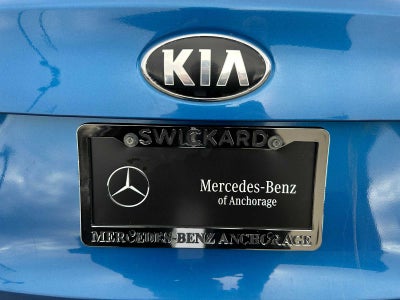 KIA
SWICKARD
Mercedes-Benz
of Anchorage
MERCEDES-BENZ ANCHORAGE